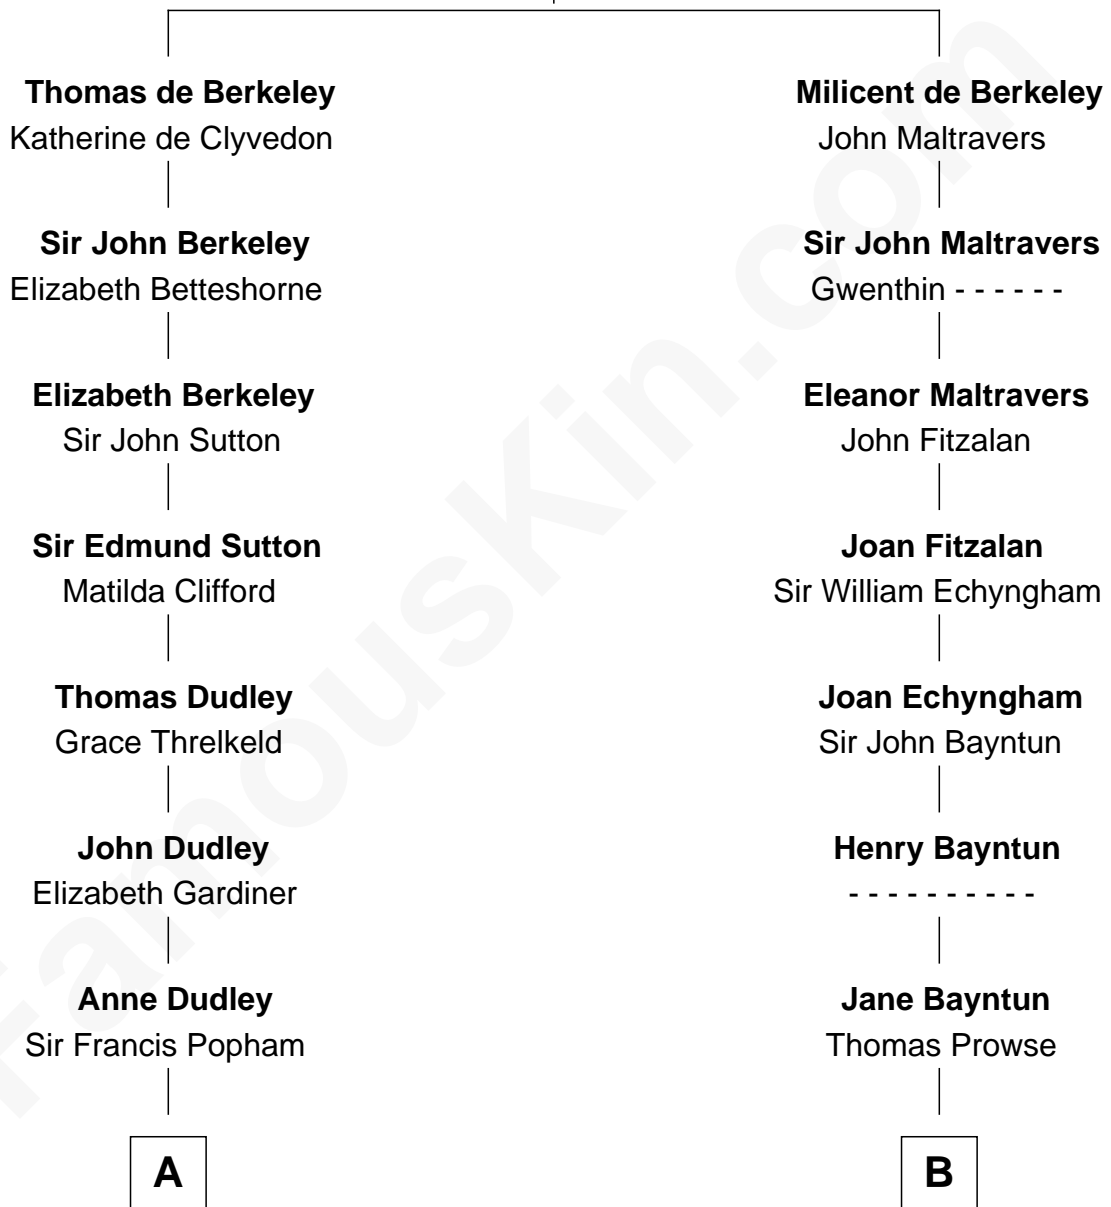 Thomas de Berkeley
Katherine de Clyvedon
Sir John Berkeley
Elizabeth Betteshorne
Elizabeth Berkeley
Sir John Sutton
Sir Edmund Sutton
Matilda Clifford
Thomas Dudley
Grace Threlkeld
John Dudley
Elizabeth Gardiner
Anne Dudley
Sir Francis Popham
A
Milicent de Berkeley
John Maltravers
Sir John Maltravers
Gwenthin - - - - - -
Eleanor Maltravers
John Fitzalan
Joan Fitzalan
Sir William Echyngham
Joan Echyngham
Sir John Bayntun
Henry Bayntun
- - - - - - - - - -
Jane Bayntun
Thomas Prowse
B
FamousKin.com